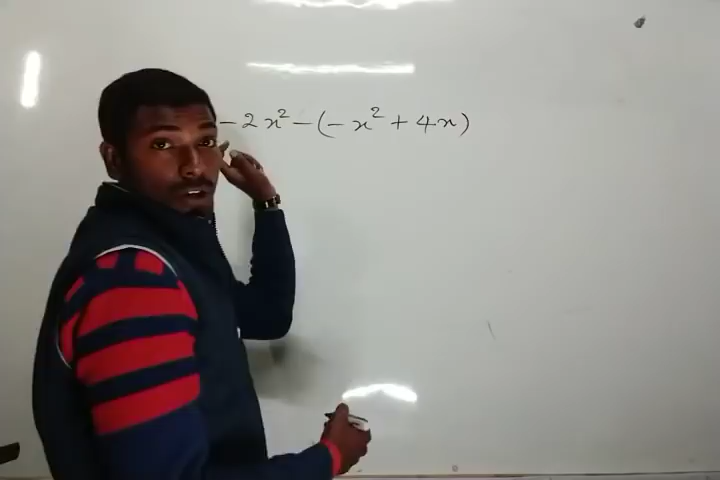 -2x² - (-x² + 4x)